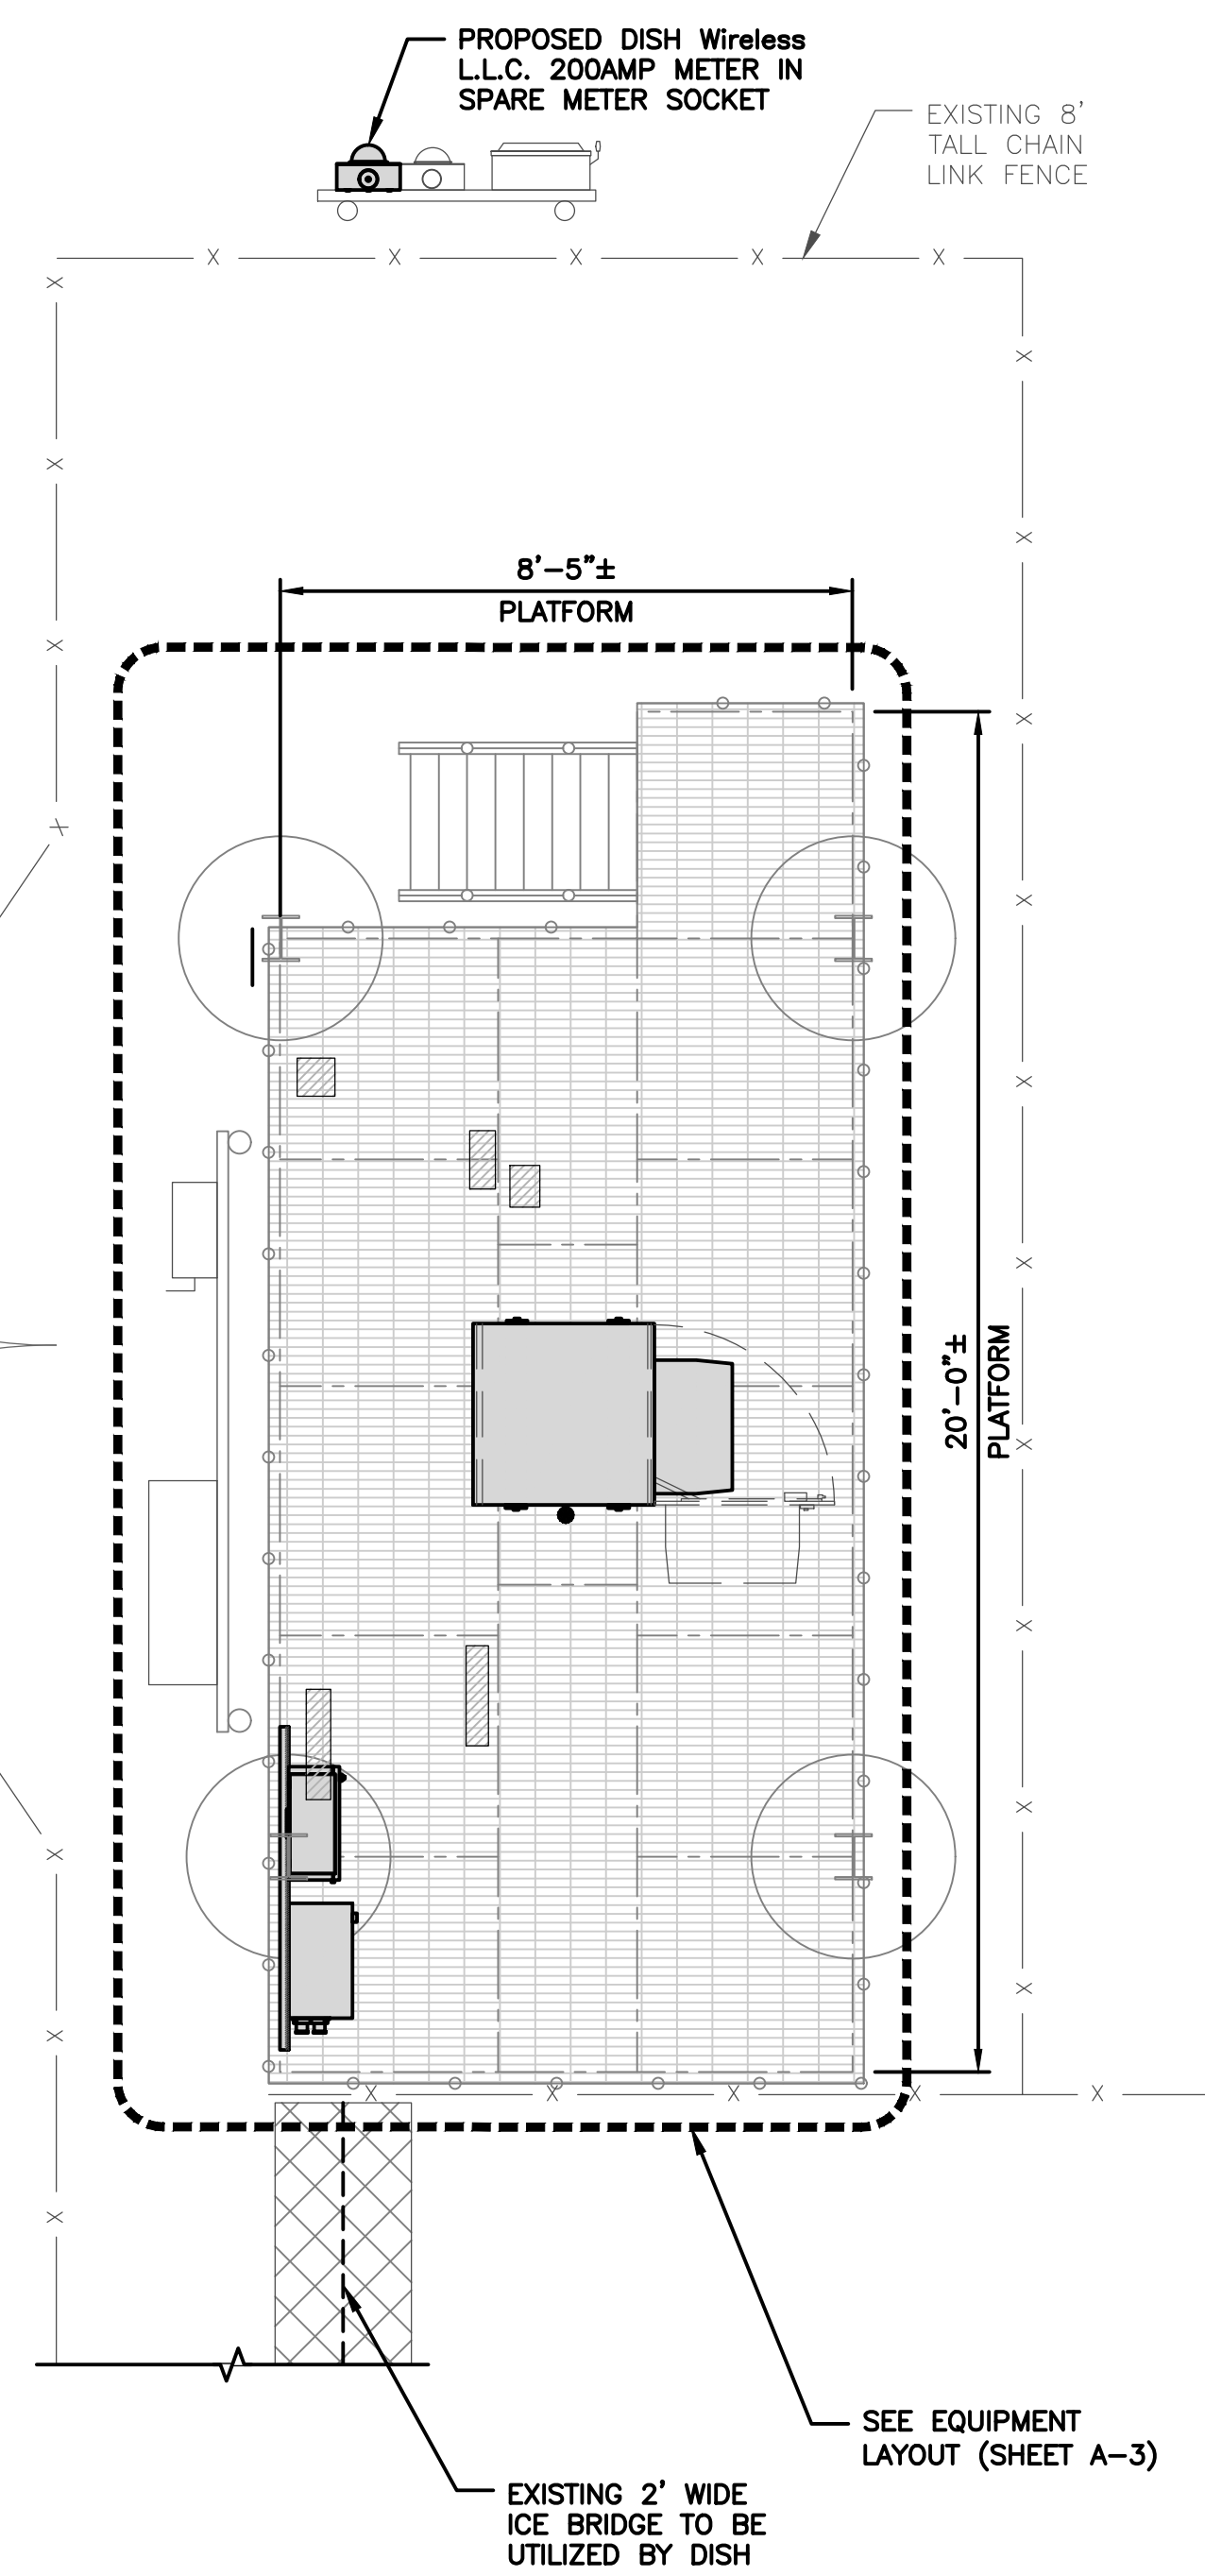 PROPOSED DISH Wireless
L.L.C. 200AMP METER IN
SPARE METER SOCKET
EXISTING 8'
TALL CHAIN
LINK FENCE
8'-5"±
PLATFORM
20'-0"±
PLATFORM
SEE EQUIPMENT
LAYOUT (SHEET A-3)
EXISTING 2' WIDE
ICE BRIDGE TO BE
UTILIZED BY DISH